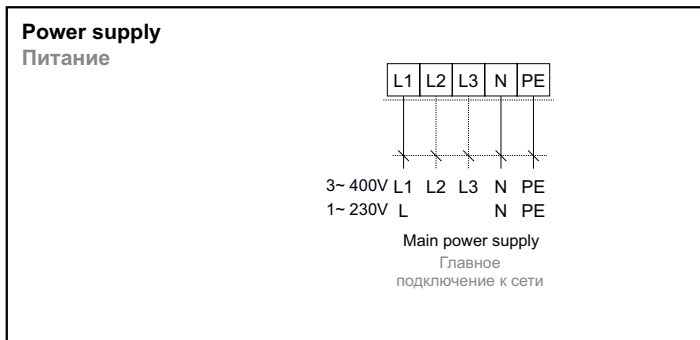 Power supply
Питание
L1 L2 L3 N PE
3~ 400V L1 L2 L3 N PE
1~ 230V L N PE
Main power supply
Главное
подключение к сети